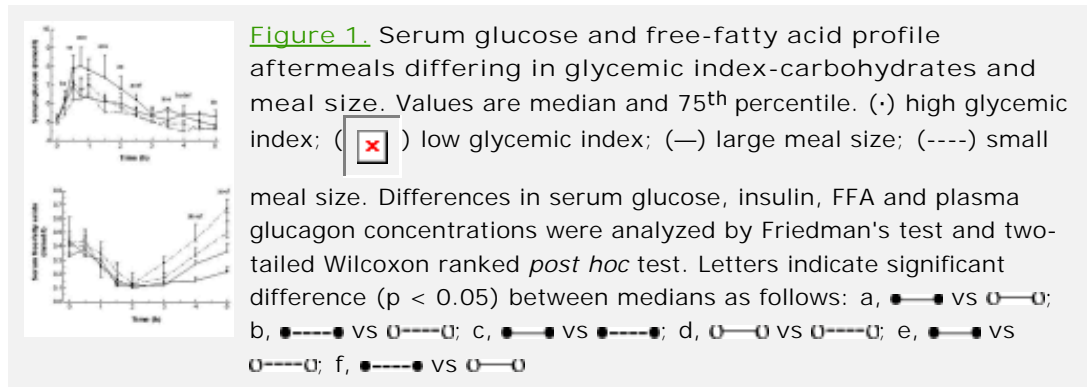 Figure 1. Serum glucose and free-fatty acid profile
aftermeals differing in glycemic index-carbohydrates and
meal size. Values are median and 75th percentile. (·) high glycemic
index; ( ) low glycemic index; (—) large meal size; (----) small
meal size. Differences in serum glucose, insulin, FFA and plasma
glucagon concentrations were analyzed by Friedman's test and two-
tailed Wilcoxon ranked post hoc test. Letters indicate significant
difference (p < 0.05) between medians as follows: a, ●—● vs O—O;
b, ●----● vs O----O; c, ●—● vs ●----●; d, O—O vs O----O; e, ●—● vs
O----O; f, ●----● vs O—O
Time (h)
Time (h)